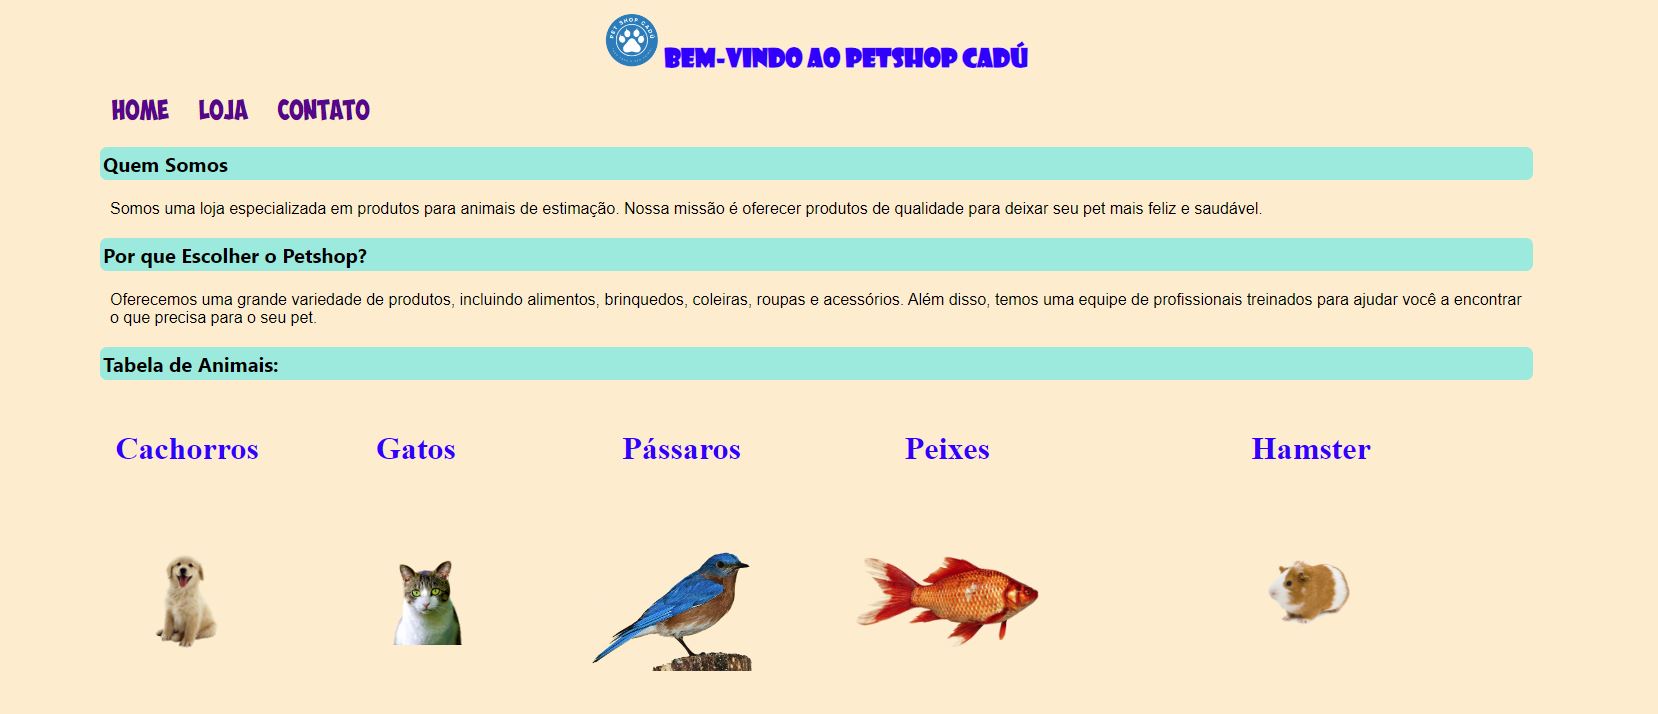 PET SHOP CADÚ
BEM-VINDO AO PETSHOP CADÚ
HOME LOJA CONTATO
Quem Somos
Somos uma loja especializada em produtos para animais de estimação. Nossa missão é oferecer produtos de qualidade para deixar seu pet mais feliz e saudável.
Por que Escolher o Petshop?
Oferecemos uma grande variedade de produtos, incluindo alimentos, brinquedos, coleiras, roupas e acessórios. Além disso, temos uma equipe de profissionais treinados para ajudar você a encontrar
o que precisa para o seu pet.
Tabela de Animais:
Cachorros Gatos Pássaros Peixes Hamster